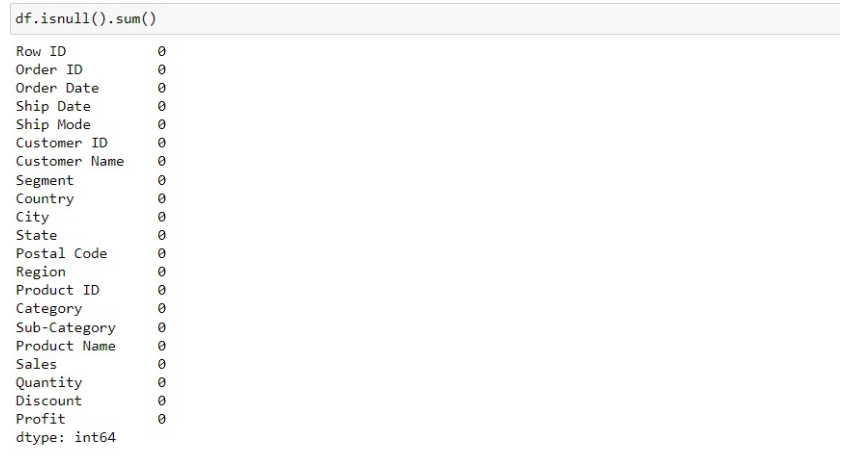 df.isnull().sum()
Row ID 0
Order ID 0
Order Date 0
Ship Date 0
Ship Mode 0
Customer ID 0
Customer Name 0
Segment 0
Country 0
City 0
State 0
Postal Code 0
Region 0
Product ID 0
Category 0
Sub-Category 0
Product Name 0
Sales 0
Quantity 0
Discount 0
Profit 0
dtype: int64